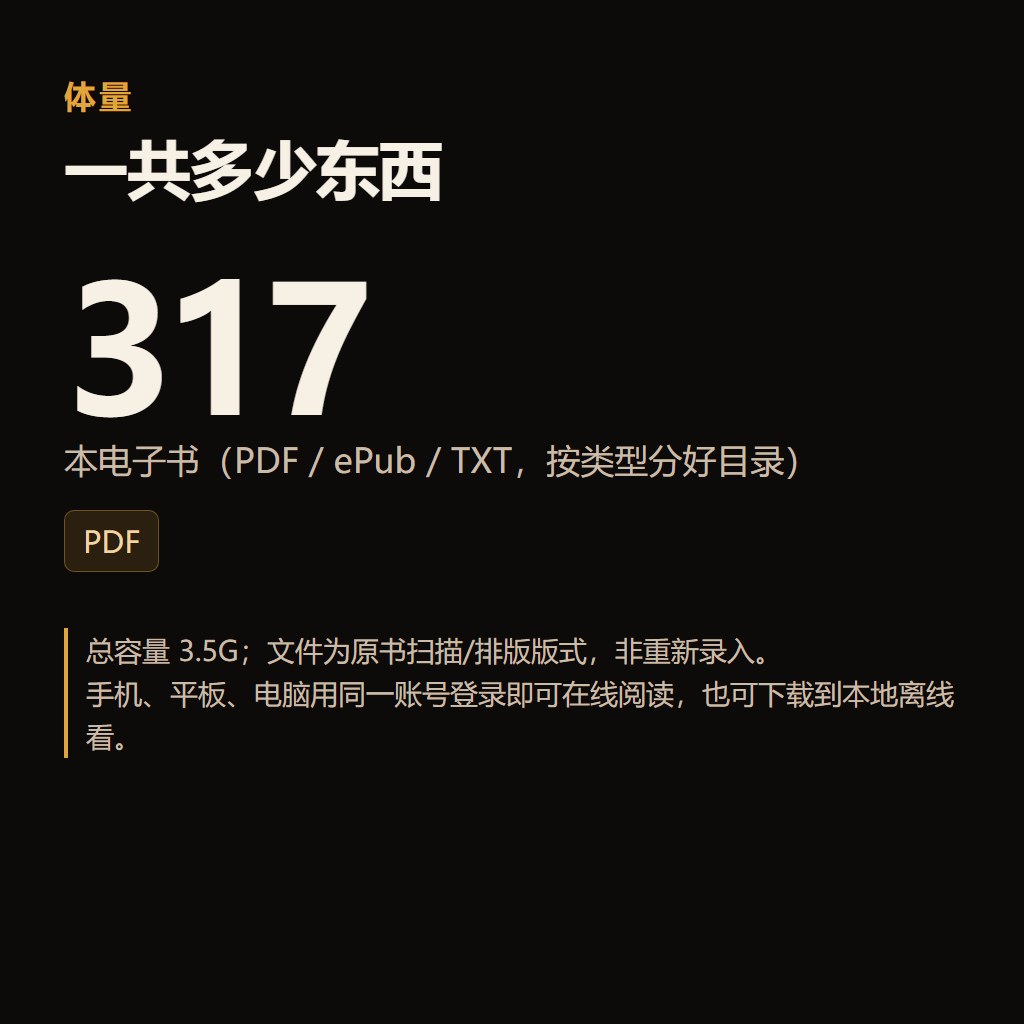 体量
一共多少东西
317
本电子书（PDF / ePub / TXT，按类型分好目录）
PDF
总容量 3.5G；文件为原书扫描/排版版式，非重新录入。
手机、平板、电脑用同一账号登录即可在线阅读，也可下载到本地离线
看。